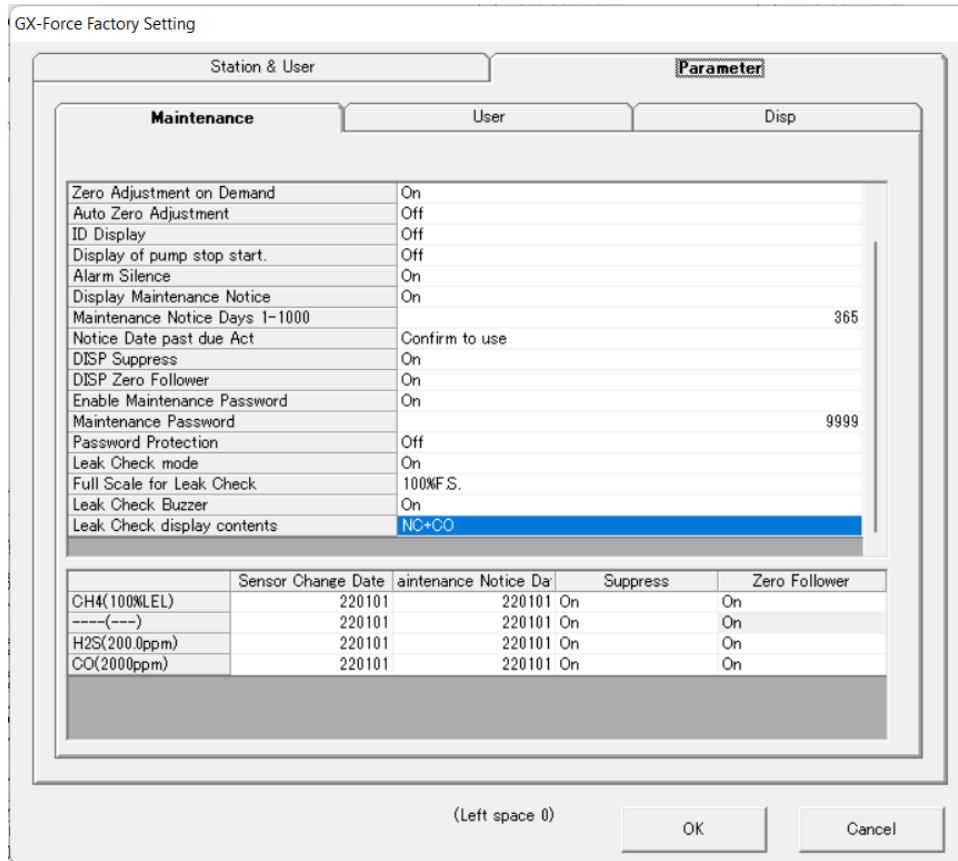 GX-Force Factory Setting
Station & User Parameter
Maintenance User Disp
Zero Adjustment on Demand On
Auto Zero Adjustment Off
ID Display Off
Display of pump stop start. Off
Alarm Silence On
Display Maintenance Notice On
Maintenance Notice Days 1-1000 365
Notice Date past due Act Confirm to use
DISP Suppress On
DISP Zero Follower On
Enable Maintenance Password On
Maintenance Password 9999
Password Protection Off
Leak Check mode On
Full Scale for Leak Check 100%F.S.
Leak Check Buzzer On
Leak Check display contents NC+CO
Sensor Change Date aintenance Notice Da Suppress Zero Follower
CH4(100%LEL) 220101 220101 On On
----(---) 220101 220101 On On
H2S(200.0ppm) 220101 220101 On On
CO(2000ppm) 220101 220101 On On
(Left space 0) OK Cancel